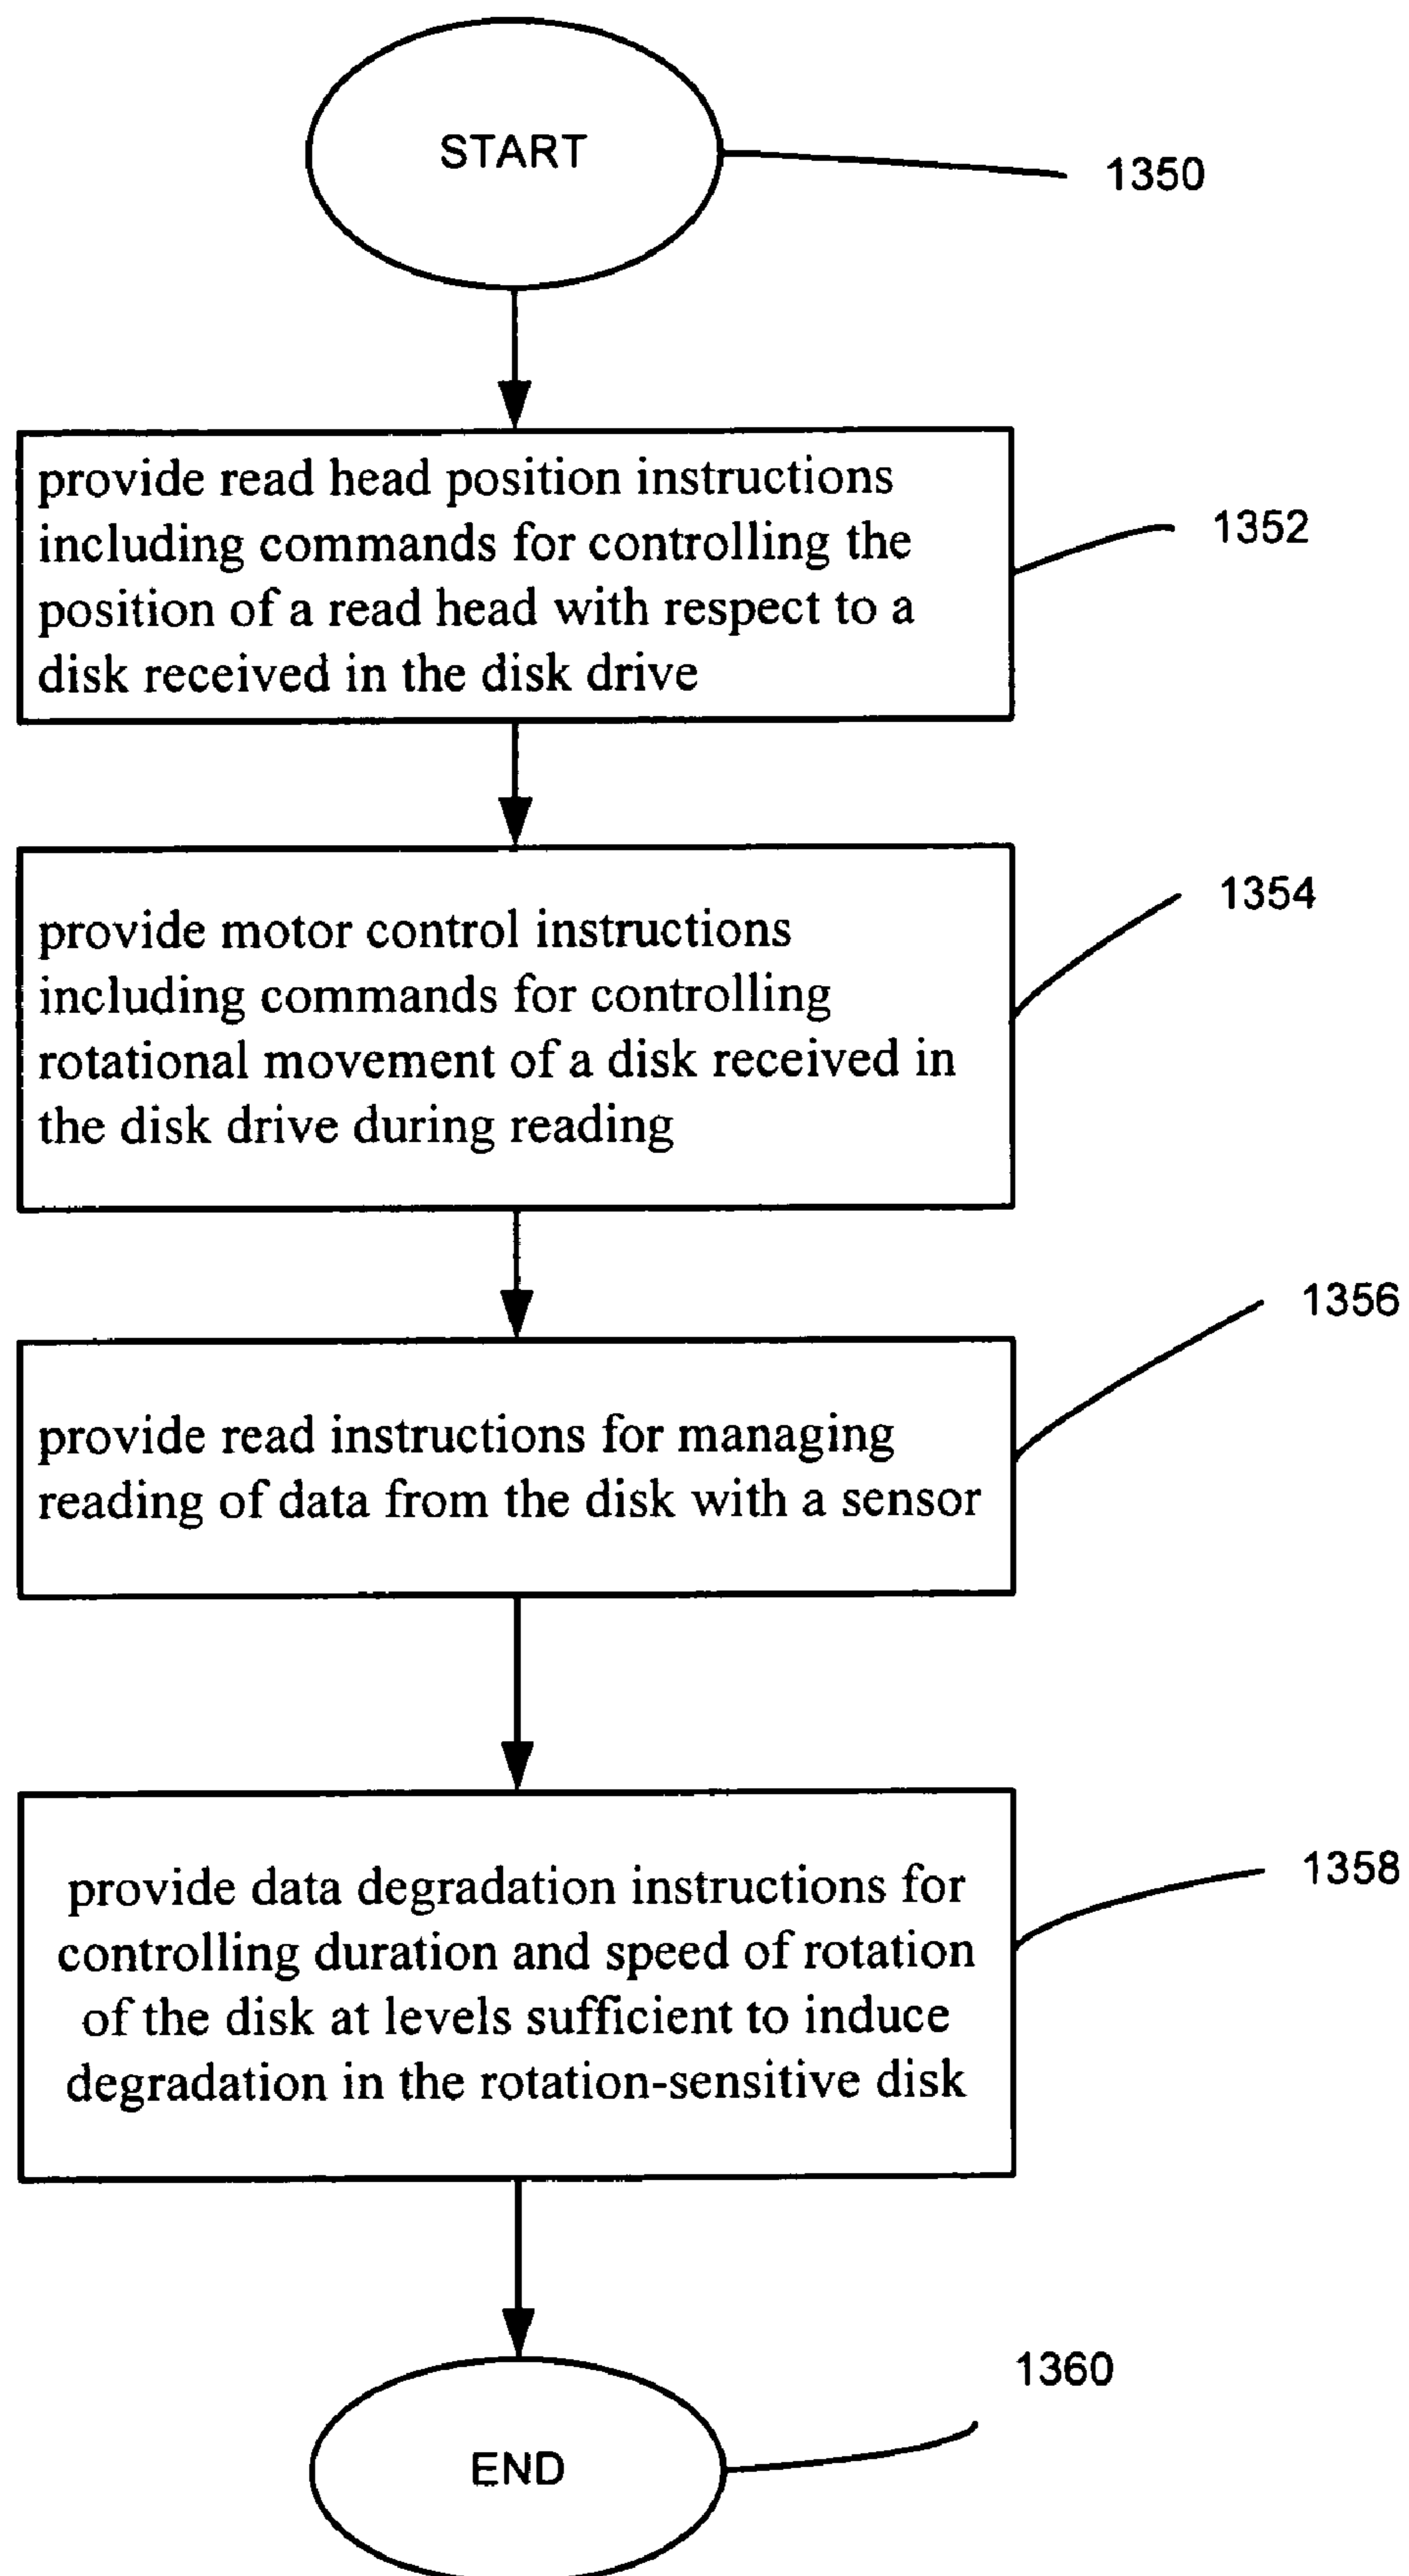 START
1350
provide read head position instructions
including commands for controlling the
position of a read head with respect to a
disk received in the disk drive
1352
provide motor control instructions
including commands for controlling
rotational movement of a disk received in
the disk drive during reading
1354
provide read instructions for managing
reading of data from the disk with a sensor
1356
provide data degradation instructions for
controlling duration and speed of rotation
of the disk at levels sufficient to induce
degradation in the rotation-sensitive disk
1358
END
1360